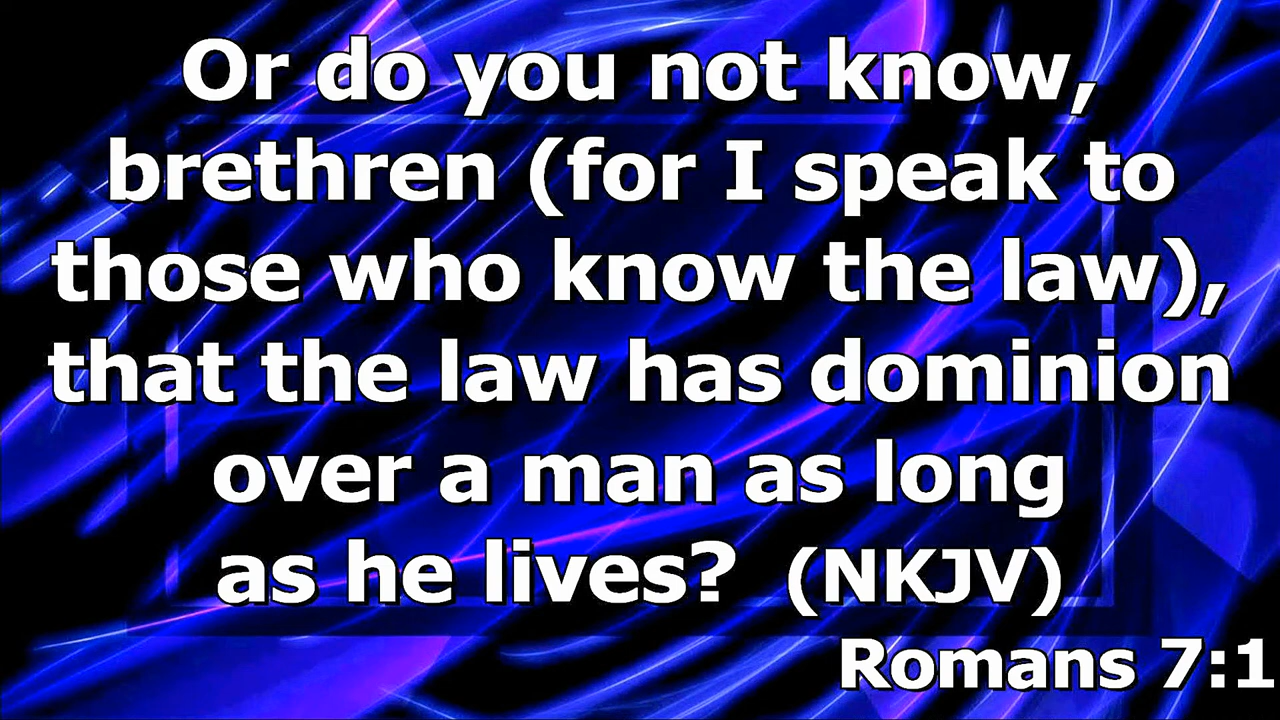 Or do you not know,
brethren (for I speak to
those who know the law),
that the law has dominion
over a man as long
as he lives? (NKJV)
Romans 7:1